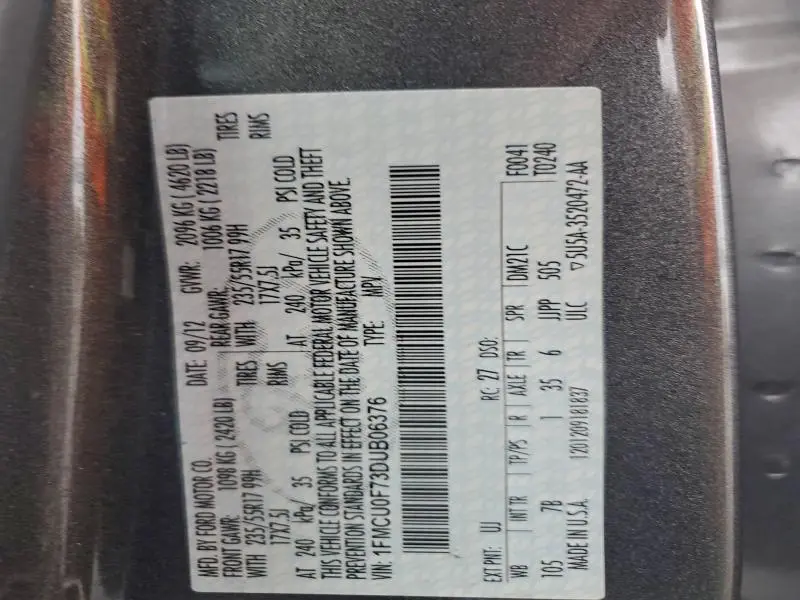 MFD. BY FORD MOTOR CO. DATE: 09/12 GVWR: 2096 KG ( 4620 LB)
FRONT GAWR: 1098 KG ( 2420 LB) REAR GAWR: 1006 KG ( 2218 LB)
WITH 235/55R17 99H TIRES WITH 235/55R17 99H TIRES
17X7.5J RIMS 17X7.5J RIMS
AT 240 kPa/ 35 PSI COLD AT 240 kPa/ 35 PSI COLD
THIS VEHICLE CONFORMS TO ALL APPLICABLE FEDERAL MOTOR VEHICLE SAFETY AND THEFT
PREVENTION STANDARDS IN EFFECT ON THE DATE OF MANUFACTURE SHOWN ABOVE.
VIN: 1FMCU0F73DUB06376 TYPE: MPV
EXT PNT: UJ RC: 27 DSO: F0041
WB INT TR TP/PS R AXLE TR SPR DM21C T0240
105 7B 1 35 6 JJPP 505
MADE IN U.S.A. 120120918 1837 ULC ▽5U5A-3520472-AA